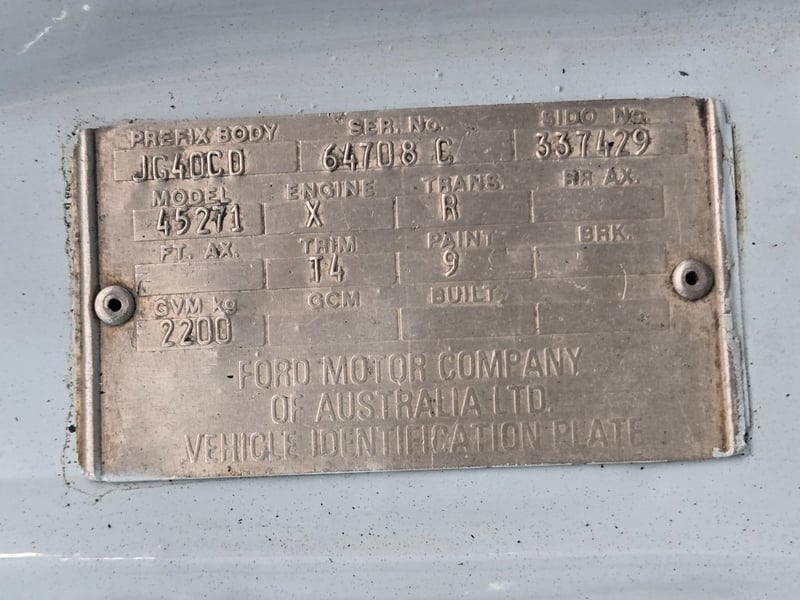 PREFIX BODY SER. No. SIDO No.
JG40CD 64708 C 337429
MODEL ENGINE TRANS. RR AX.
45271 X R
FT. AX. TRIM PAINT BRK.
T4 9
GVM kg GCM BUILT
2200
FORD MOTOR COMPANY
OF AUSTRALIA LTD.
VEHICLE IDENTIFICATION PLATE